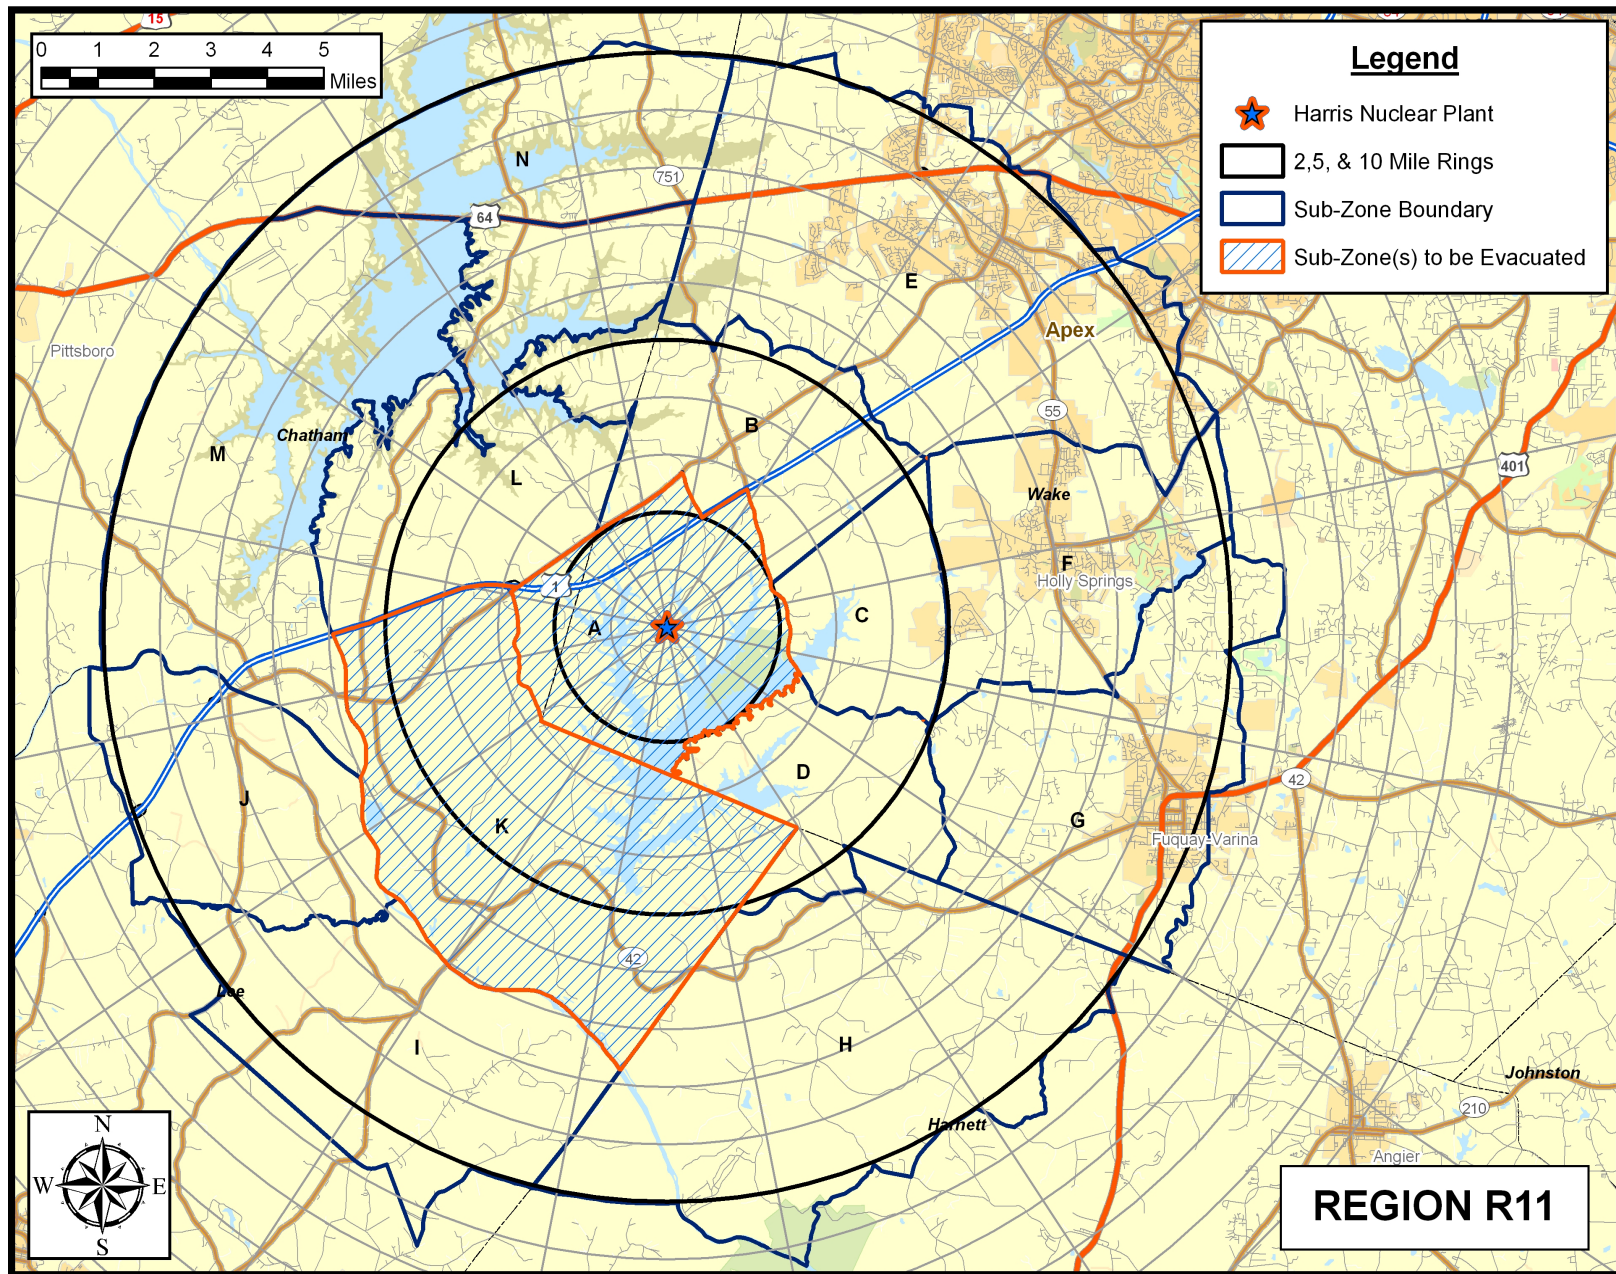 15
0 1 2 3 4 5
Miles
Legend
Harris Nuclear Plant
2,5, & 10 Mile Rings
Sub-Zone Boundary
Sub-Zone(s) to be Evacuated
N
751
64
E
Apex
Pittsboro
55
B
Chatham
M
L
401
Wake
F
Holly Springs
1
A
C
D
42
J
K
G
Fuquay-Varina
42
Lee
I
H
Johnston
210
Harnett
Angier
N
W E
S
REGION R11